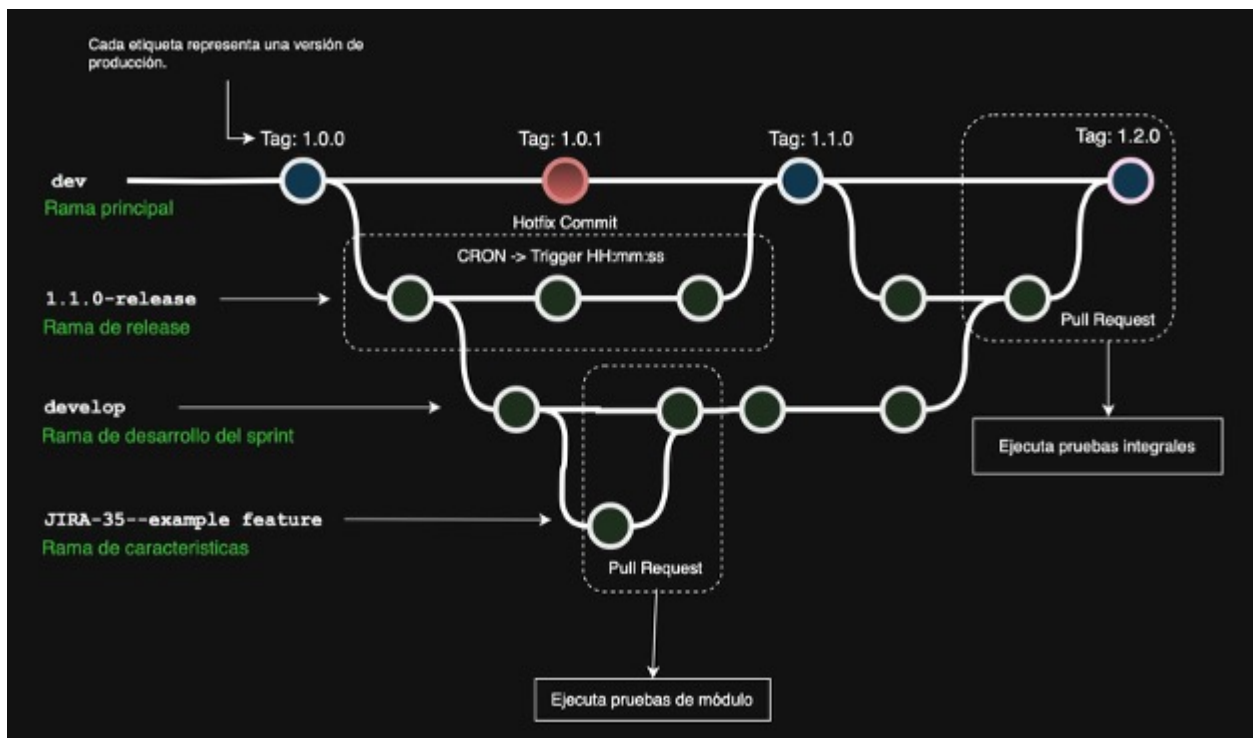 Cada etiqueta representa una versión de
producción.
Tag: 1.0.0
Tag: 1.0.1
Tag: 1.1.0
Tag: 1.2.0
dev
Rama principal
Hotfix Commit
CRON -> Trigger HH:mm:ss
1.1.0-release
Rama de release
Pull Request
develop
Rama de desarrollo del sprint
Ejecuta pruebas integrales
JIRA-35--example feature
Rama de caracteristicas
Pull Request
Ejecuta pruebas de módulo